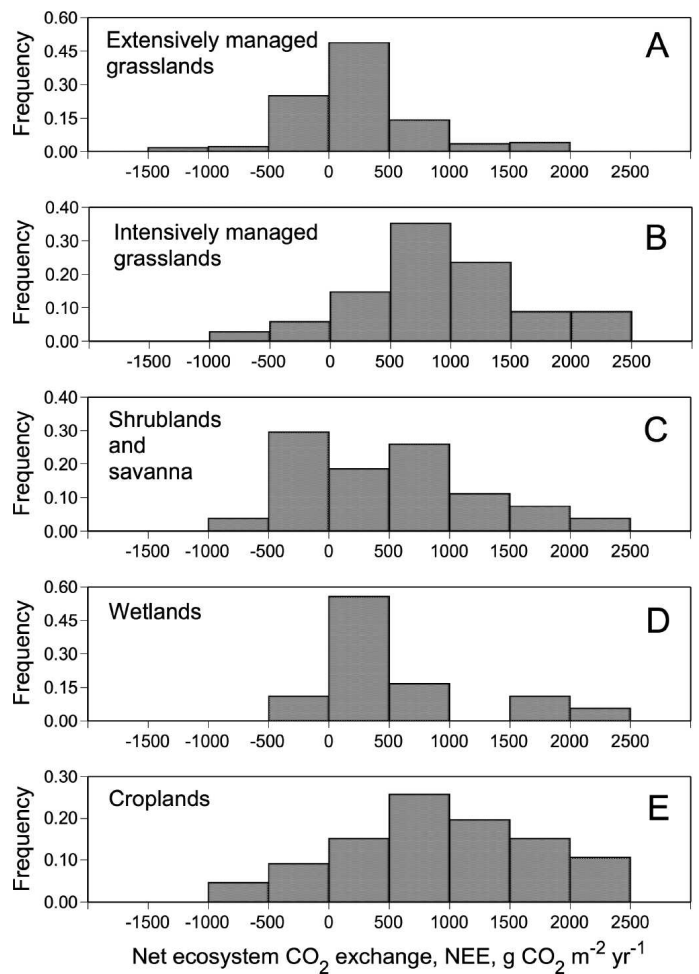 0.60
0.45
0.30
0.15
0.00
Frequency
Extensively managed
grasslands
A
-1500 -1000 -500 0 500 1000 1500 2000 2500
0.40
0.30
0.20
0.10
0.00
Frequency
Intensively managed
grasslands
B
-1500 -1000 -500 0 500 1000 1500 2000 2500
0.40
0.30
0.20
0.10
0.00
Frequency
Shrublands
and
savanna
C
-1500 -1000 -500 0 500 1000 1500 2000 2500
0.60
0.45
0.30
0.15
0.00
Frequency
Wetlands
D
-1500 -1000 -500 0 500 1000 1500 2000 2500
0.30
0.20
0.10
0.00
Frequency
Croplands
E
-1500 -1000 -500 0 500 1000 1500 2000 2500
Net ecosystem CO₂ exchange, NEE, g CO₂ m⁻² yr⁻¹